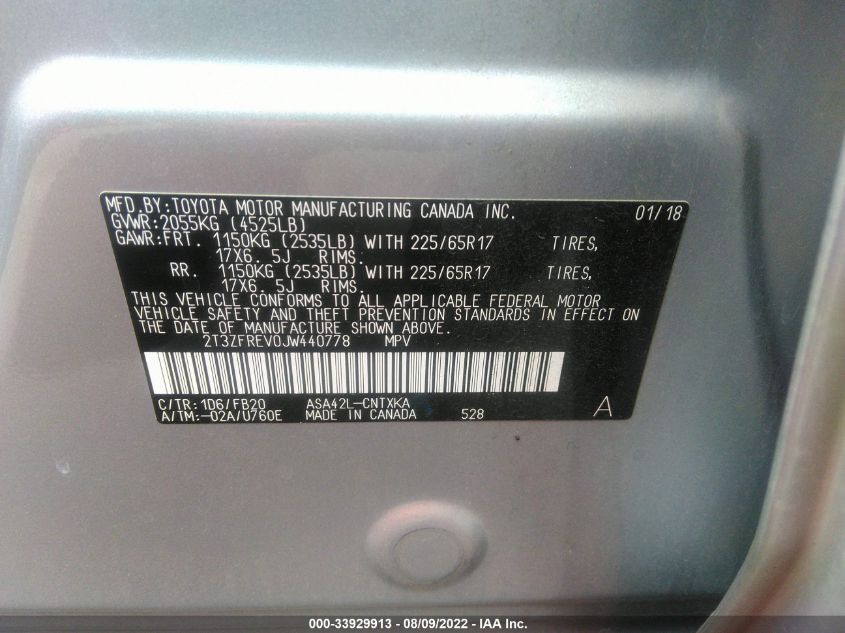 MFD.BY:TOYOTA MOTOR MANUFACTURING CANADA INC. 01/18
GVWR:2055KG (4525LB)
GAWR:FRT. 1150KG (2535LB) WITH 225/65R17 TIRES,
17X6.5J RIMS.
RR. 1150KG (2535LB) WITH 225/65R17 TIRES,
17X6.5J RIMS.
THIS VEHICLE CONFORMS TO ALL APPLICABLE FEDERAL MOTOR
VEHICLE SAFETY AND THEFT PREVENTION STANDARDS IN EFFECT ON
THE DATE OF MANUFACTURE SHOWN ABOVE.
2T3ZFREV0JW440778 MPV
C/TR:1D6/FB20 ASA42L-CNTXKA
A/TM:-02A/U760E MADE IN CANADA 528 A
000-33929913 - 08/09/2022 - IAA Inc.